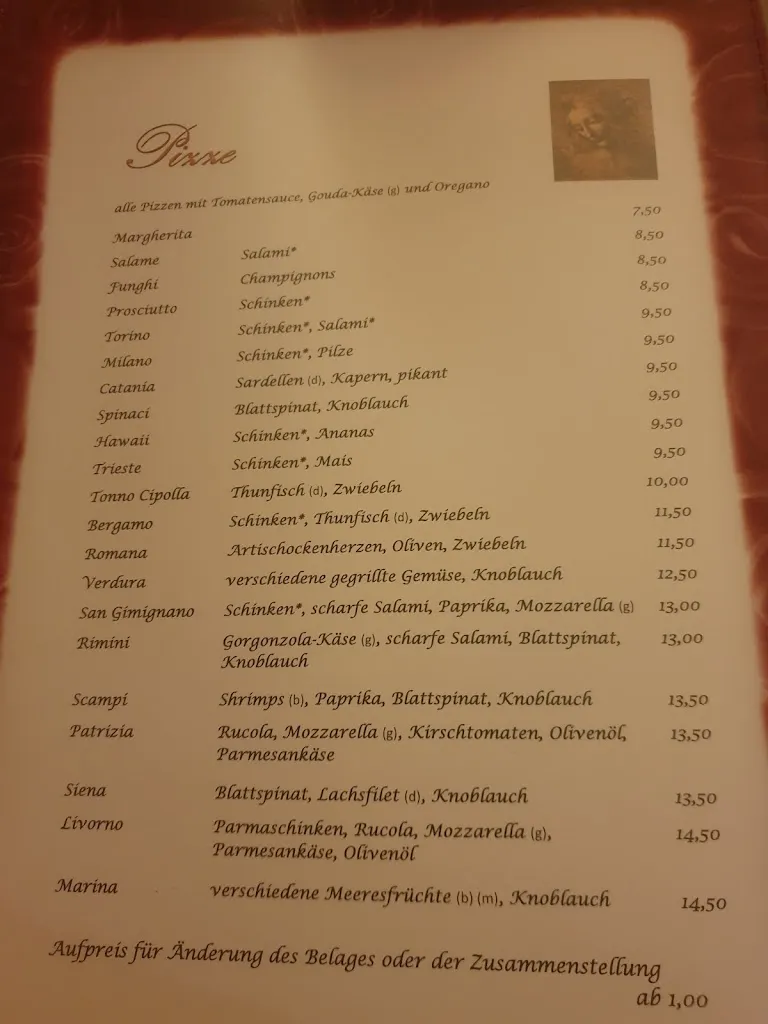 Pizze
alle Pizzen mit Tomatensauce, Gouda-Käse (g) und Oregano
Margherita 7,50
Salame Salami* 8,50
Funghi Champignons 8,50
Prosciutto Schinken* 8,50
Torino Schinken*, Salami* 9,50
Milano Schinken*, Pilze 9,50
Catania Sardellen (d), Kapern, pikant 9,50
Spinaci Blattspinat, Knoblauch 9,50
Hawaii Schinken*, Ananas 9,50
Trieste Schinken*, Mais 9,50
Tonno Cipolla Thunfisch (d), Zwiebeln 10,00
Bergamo Schinken*, Thunfisch (d), Zwiebeln 11,50
Romana Artischockenherzen, Oliven, Zwiebeln 11,50
Verdura verschiedene gegrillte Gemüse, Knoblauch 12,50
San Gimignano Schinken*, scharfe Salami, Paprika, Mozzarella (g) 13,00
Rimini Gorgonzola-Käse (g), scharfe Salami, Blattspinat, 13,00
Knoblauch
Scampi Shrimps (b), Paprika, Blattspinat, Knoblauch 13,50
Patrizia Rucola, Mozzarella (g), Kirschtomaten, Olivenöl, 13,50
Parmesankäse
Siena Blattspinat, Lachsfilet (d), Knoblauch 13,50
Livorno Parmaschinken, Rucola, Mozzarella (g), 14,50
Parmesankäse, Olivenöl
Marina verschiedene Meeresfrüchte (b) (m), Knoblauch 14,50
Aufpreis für Änderung des Belages oder der Zusammenstellung
ab 1,00